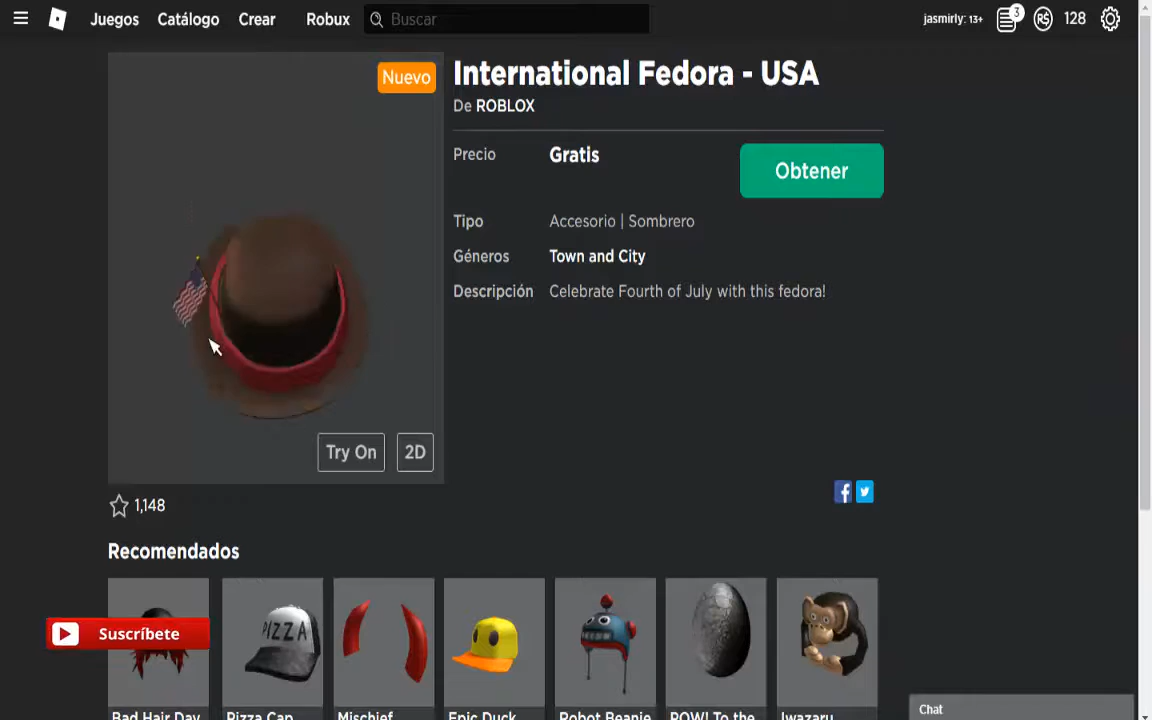 Juegos Catálogo Crear Robux Buscar jasmirly: 13+ 3 128
Nuevo
International Fedora - USA
De ROBLOX
Precio Gratis Obtener
Tipo Accesorio | Sombrero
Géneros Town and City
Descripción Celebrate Fourth of July with this fedora!
Try On 2D
1,148
Recomendados
PIZZA
Suscríbete
Bad Hair Day Pizza Cap Mischief Epic Duck Robot Beanie POW! To the Iwazaru
Chat